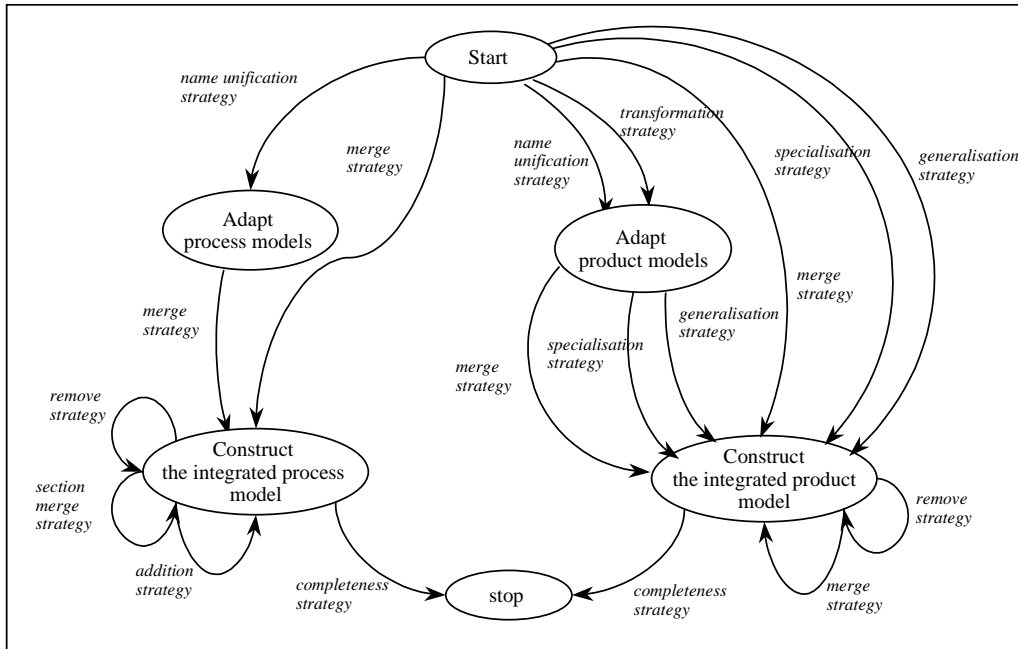 Start
name unification
strategy
merge
strategy
name
unification
strategy
transformation
strategy
specialisation
strategy
generalisation
strategy
Adapt
process models
Adapt
product models
merge
strategy
merge
strategy
specialisation
strategy
generalisation
strategy
merge
strategy
remove
strategy
section
merge
strategy
addition
strategy
Construct
the integrated process
model
completeness
strategy
stop
completeness
strategy
Construct
the integrated product
model
remove
strategy
merge
strategy